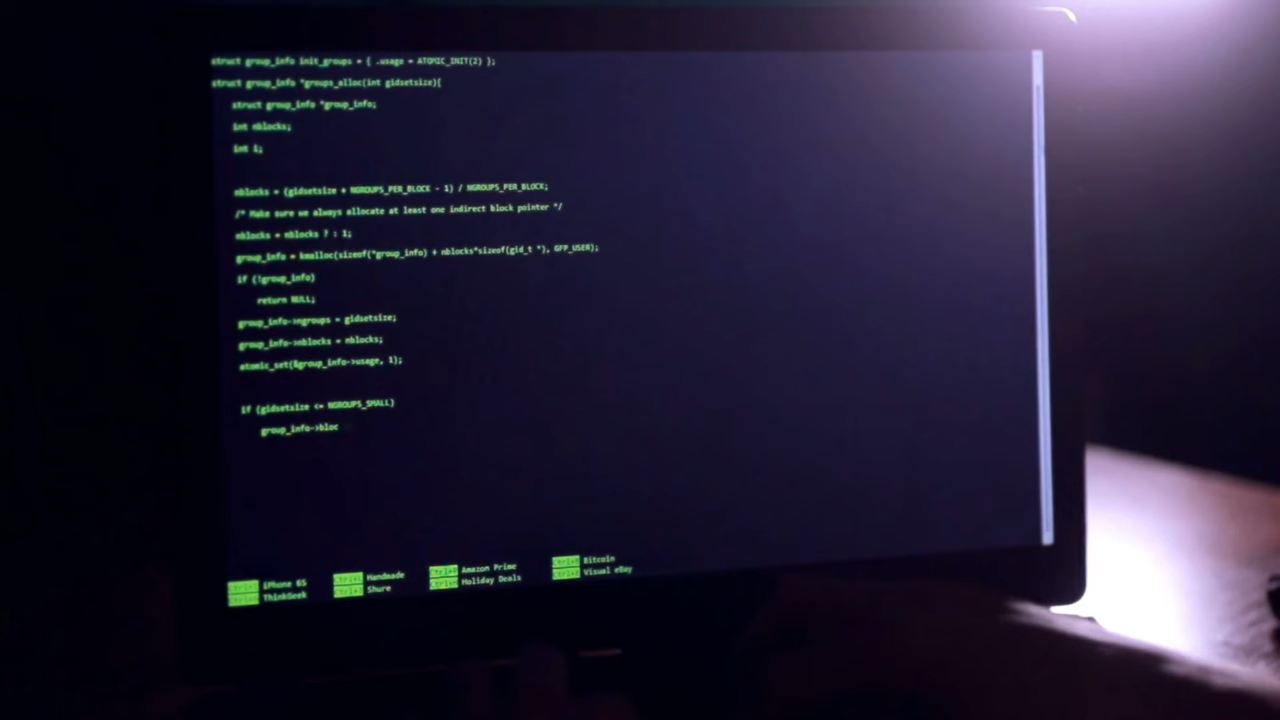 struct group_info init_groups = { .usage = ATOMIC_INIT(2) };
struct group_info *groups_alloc(int gidsetsize){
struct group_info *group_info;
int nblocks;
int i;
nblocks = (gidsetsize + NGROUPS_PER_BLOCK - 1) / NGROUPS_PER_BLOCK;
/* Make sure we always allocate at least one indirect block pointer */
nblocks = nblocks ? : 1;
group_info = kmalloc(sizeof(*group_info) + nblocks*sizeof(gid_t *), GFP_USER);
if (!group_info)
return NULL;
group_info->ngroups = gidsetsize;
group_info->nblocks = nblocks;
atomic_set(&group_info->usage, 1);
if (gidsetsize <= NGROUPS_SMALL)
group_info->bloc
iPhone 6S Handmade Amazon Prime Bitcoin
ThinkGeek Shure Holiday Deals Visual eBay